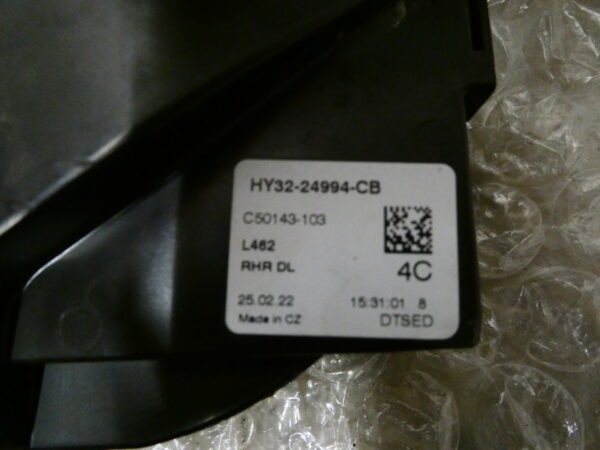 HY32-24994-CB
C50143-103
L462
RHR DL
4C
25.02.22 15:31:01 8
Made in CZ DTSED